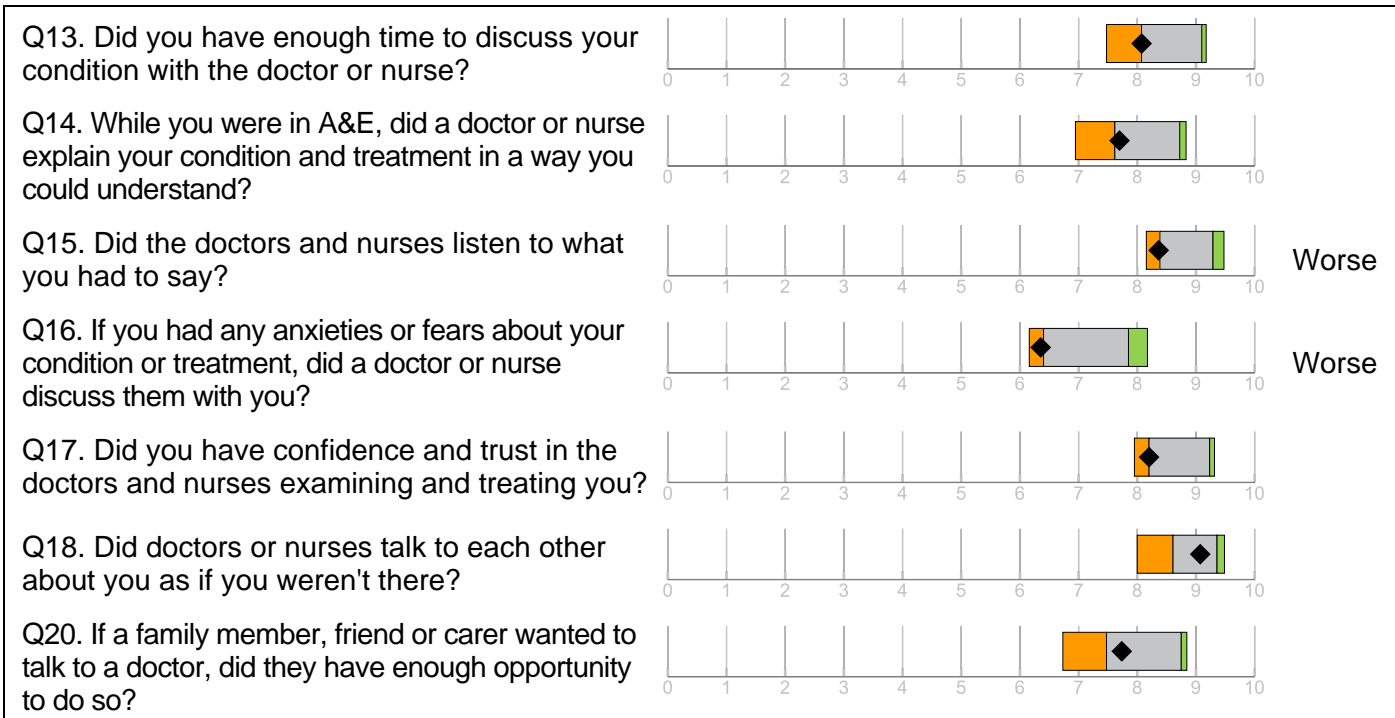 Q13. Did you have enough time to discuss your
condition with the doctor or nurse?
0 1 2 3 4 5 6 7 8 9 10
Q14. While you were in A&E, did a doctor or nurse
explain your condition and treatment in a way you
could understand?
0 1 2 3 4 5 6 7 8 9 10
Q15. Did the doctors and nurses listen to what
you had to say?
Worse
0 1 2 3 4 5 6 7 8 9 10
Q16. If you had any anxieties or fears about your
condition or treatment, did a doctor or nurse
discuss them with you?
Worse
0 1 2 3 4 5 6 7 8 9 10
Q17. Did you have confidence and trust in the
doctors and nurses examining and treating you?
0 1 2 3 4 5 6 7 8 9 10
Q18. Did doctors or nurses talk to each other
about you as if you weren't there?
0 1 2 3 4 5 6 7 8 9 10
Q20. If a family member, friend or carer wanted to
talk to a doctor, did they have enough opportunity
to do so?
0 1 2 3 4 5 6 7 8 9 10